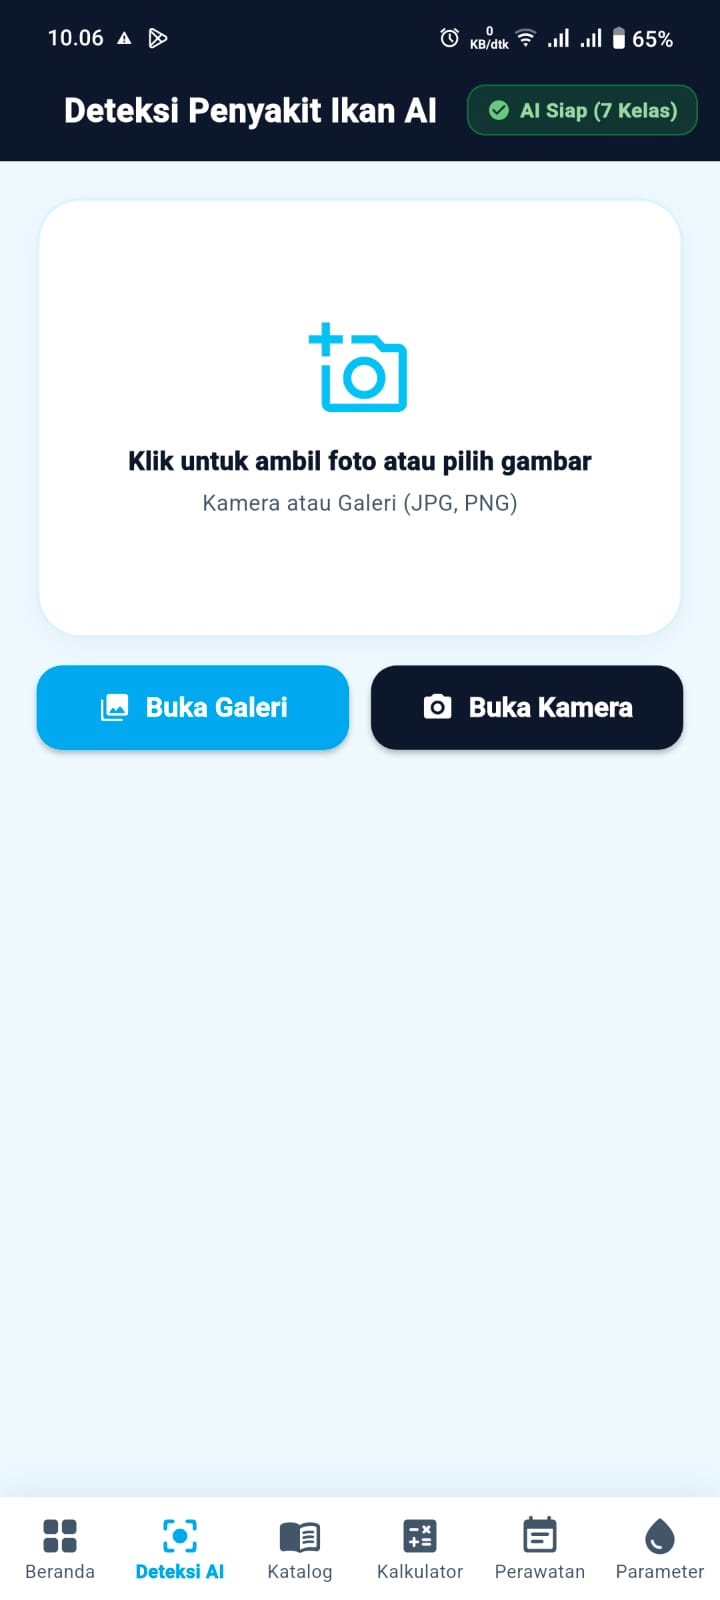 10.06
0
KB/dtk
65%
Deteksi Penyakit Ikan AI
AI Siap (7 Kelas)
Klik untuk ambil foto atau pilih gambar
Kamera atau Galeri (JPG, PNG)
Buka Galeri
Buka Kamera
Beranda
Deteksi AI
Katalog
Kalkulator
Perawatan
Parameter